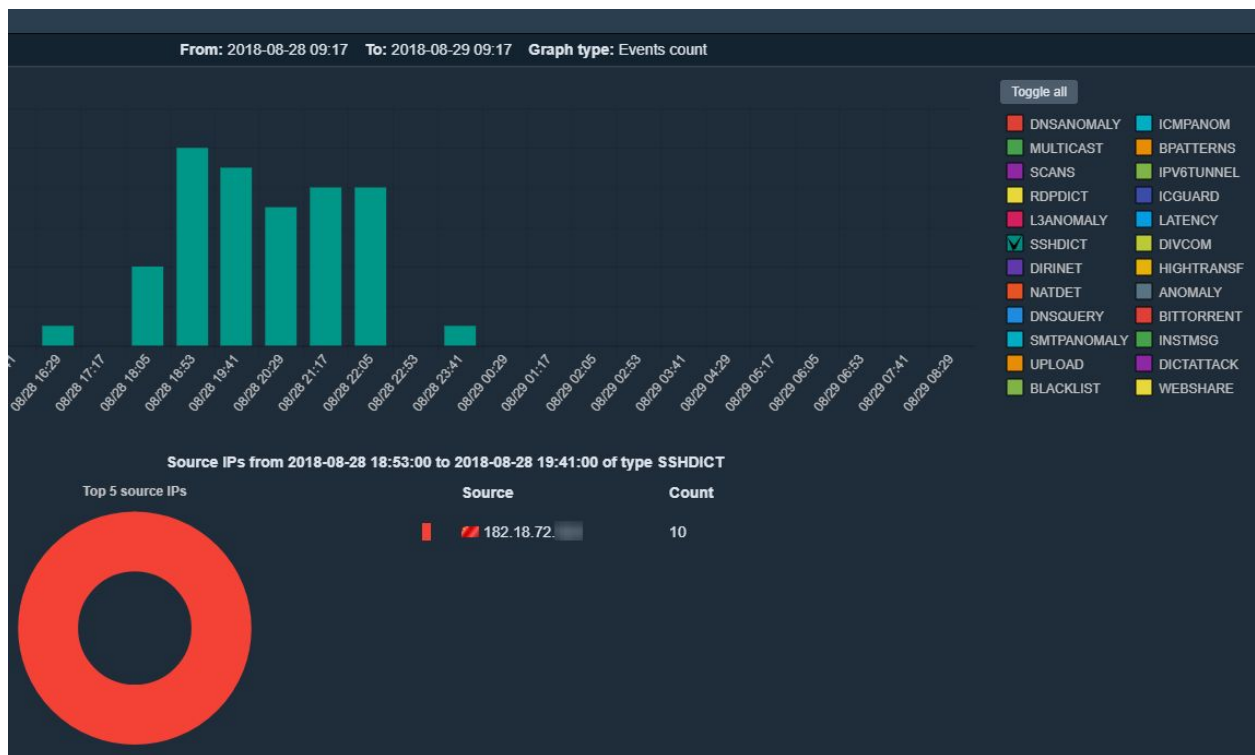 From: 2018-08-28 09:17 To: 2018-08-29 09:17 Graph type: Events count
Toggle all
DNSANOMALY ICMPANOM
MULTICAST BPATTERNS
SCANS IPV6TUNNEL
RDPDICT ICGUARD
L3ANOMALY LATENCY
SSHDICT DIVCOM
DIRINET HIGHTRANSF
NATDET ANOMALY
DNSQUERY BITTORRENT
SMTPANOMALY INSTMSG
UPLOAD DICTATTACK
BLACKLIST WEBSHARE
08/28 16:29
08/28 17:17
08/28 18:05
08/28 18:53
08/28 19:41
08/28 20:29
08/28 21:17
08/28 22:05
08/28 22:53
08/28 23:41
08/29 00:29
08/29 01:17
08/29 02:05
08/29 02:53
08/29 03:41
08/29 04:29
08/29 05:17
08/29 06:05
08/29 06:53
08/29 07:41
08/29 08:29
Source IPs from 2018-08-28 18:53:00 to 2018-08-28 19:41:00 of type SSHDICT
Top 5 source IPs
Source Count
182.18.72. 10